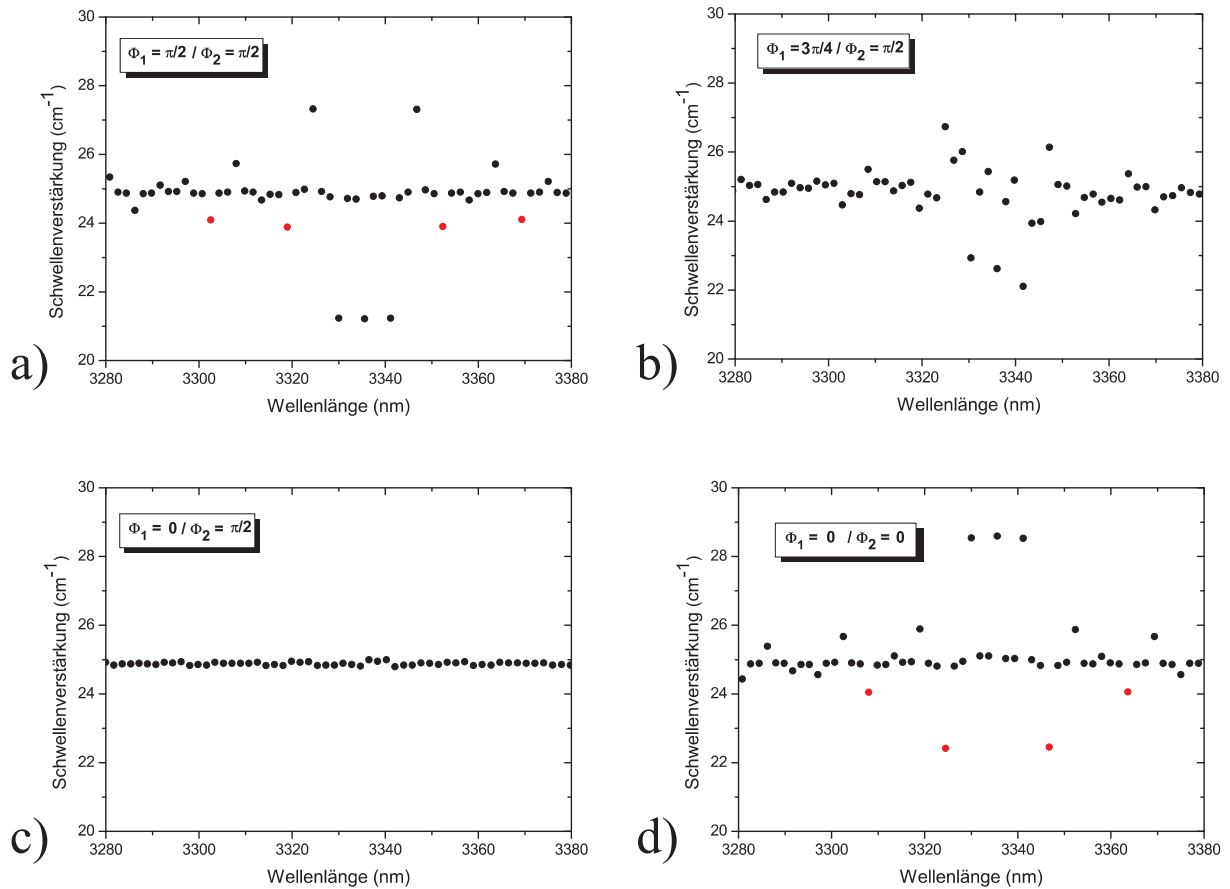 30
28
26
24
22
20
Schwellenverstärkung (cm⁻¹)
Φ₁ = π/2 / Φ₂ = π/2
3280 3300 3320 3340 3360 3380
Wellenlänge (nm)
a)
30
28
26
24
22
20
Schwellenverstärkung (cm⁻¹)
Φ₁ = 3π/4 / Φ₂ = π/2
3280 3300 3320 3340 3360 3380
Wellenlänge (nm)
b)
30
28
26
24
22
20
Schwellenverstärkung (cm⁻¹)
Φ₁ = 0 / Φ₂ = π/2
3280 3300 3320 3340 3360 3380
Wellenlänge (nm)
c)
30
28
26
24
22
20
Schwellenverstärkung (cm⁻¹)
Φ₁ = 0 / Φ₂ = 0
3280 3300 3320 3340 3360 3380
Wellenlänge (nm)
d)